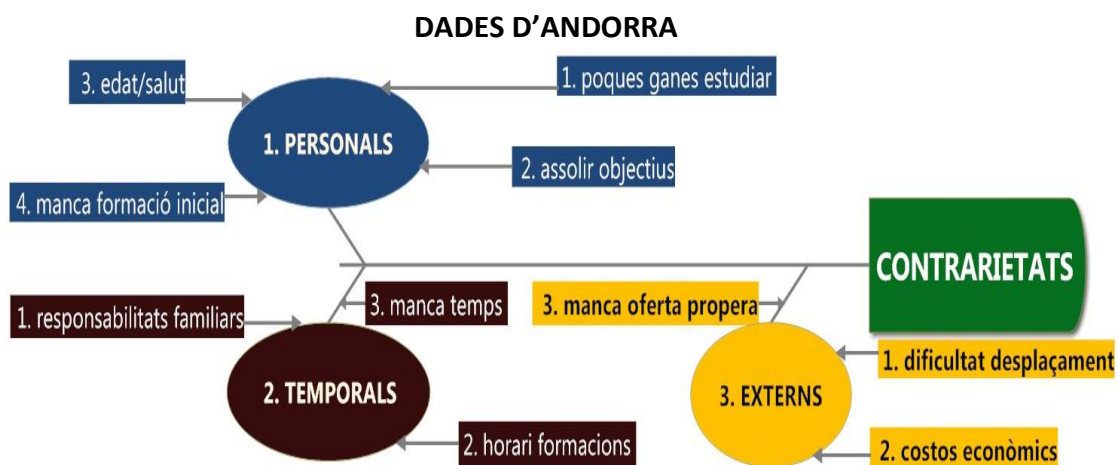 DADES D’ANDORRA
3. edat/salut
1. poques ganes estudiar
1. PERSONALS
2. assolir objectius
4. manca formació inicial
CONTRARIETATS
1. responsabilitats familiars
3. manca temps
3. manca oferta propera
1. dificultat desplaçament
2. TEMPORALS
3. EXTERNS
2. horari formacions
2. costos econòmics